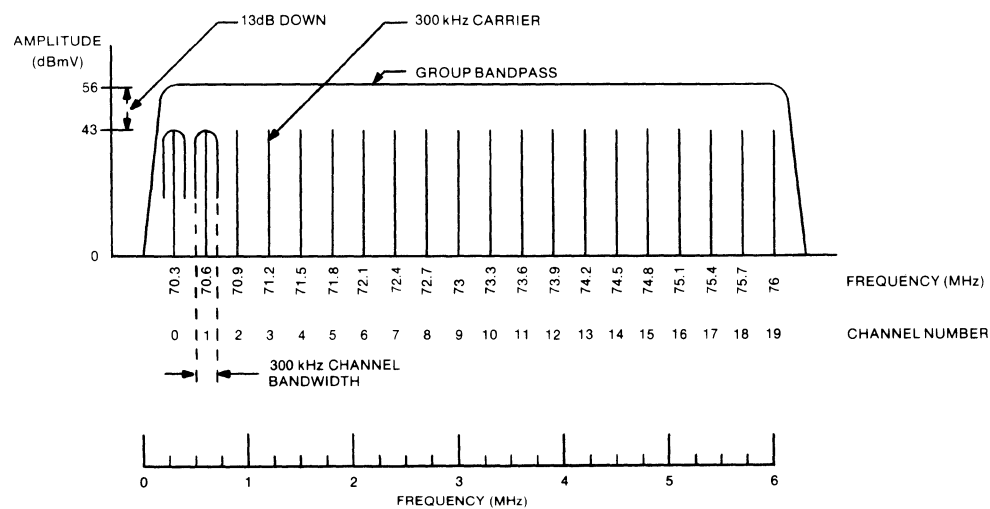 13dB DOWN
300 kHz CARRIER
AMPLITUDE
(dBmV)
GROUP BANDPASS
56
43
0
70.3 70.6 70.9 71.2 71.5 71.8 72.1 72.4 72.7 73 73.3 73.6 73.9 74.2 74.5 74.8 75.1 75.4 75.7 76 FREQUENCY (MHz)
0 1 2 3 4 5 6 7 8 9 10 11 12 13 14 15 16 17 18 19 CHANNEL NUMBER
300 kHz CHANNEL
BANDWIDTH
0 1 2 3 4 5 6
FREQUENCY (MHz)